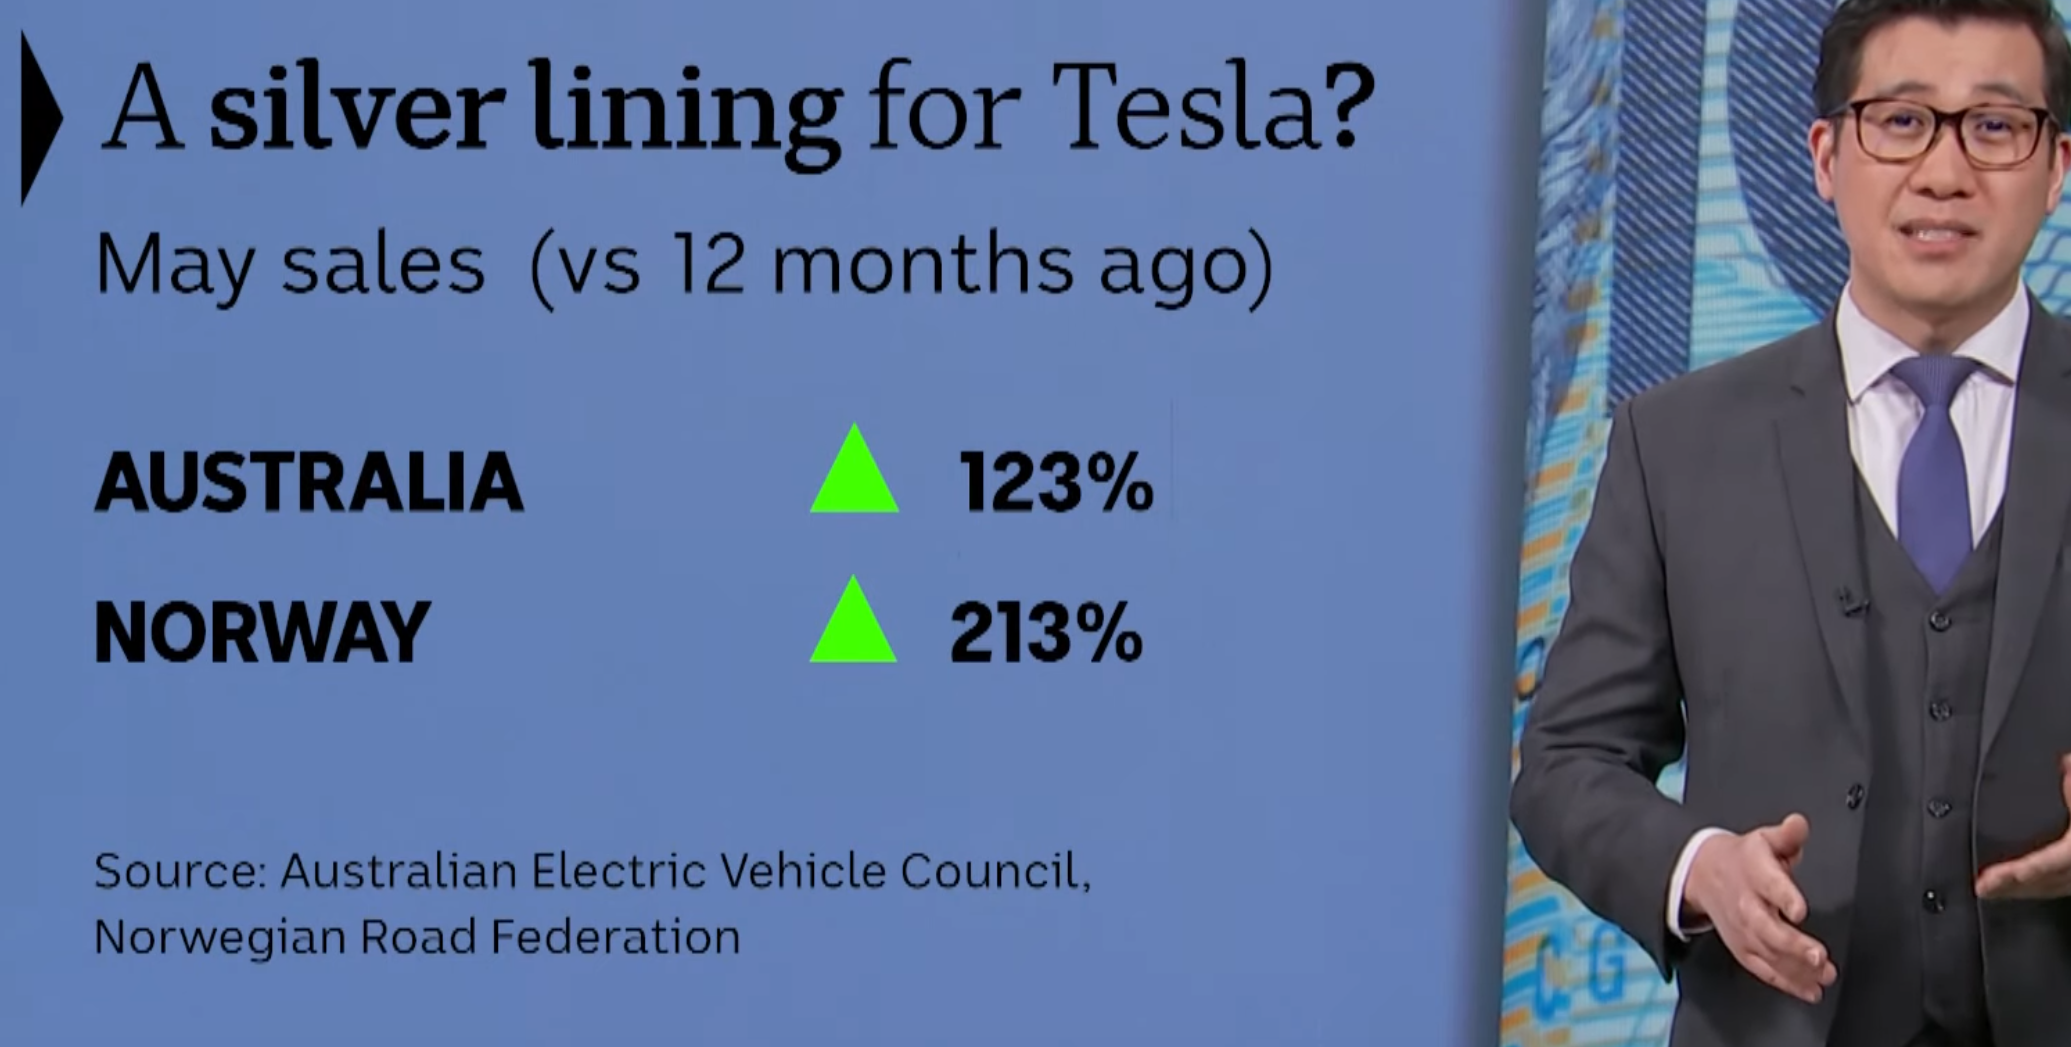 A silver lining for Tesla?
May sales (vs 12 months ago)
AUSTRALIA 123%
NORWAY 213%
Source: Australian Electric Vehicle Council,
Norwegian Road Federation
CG